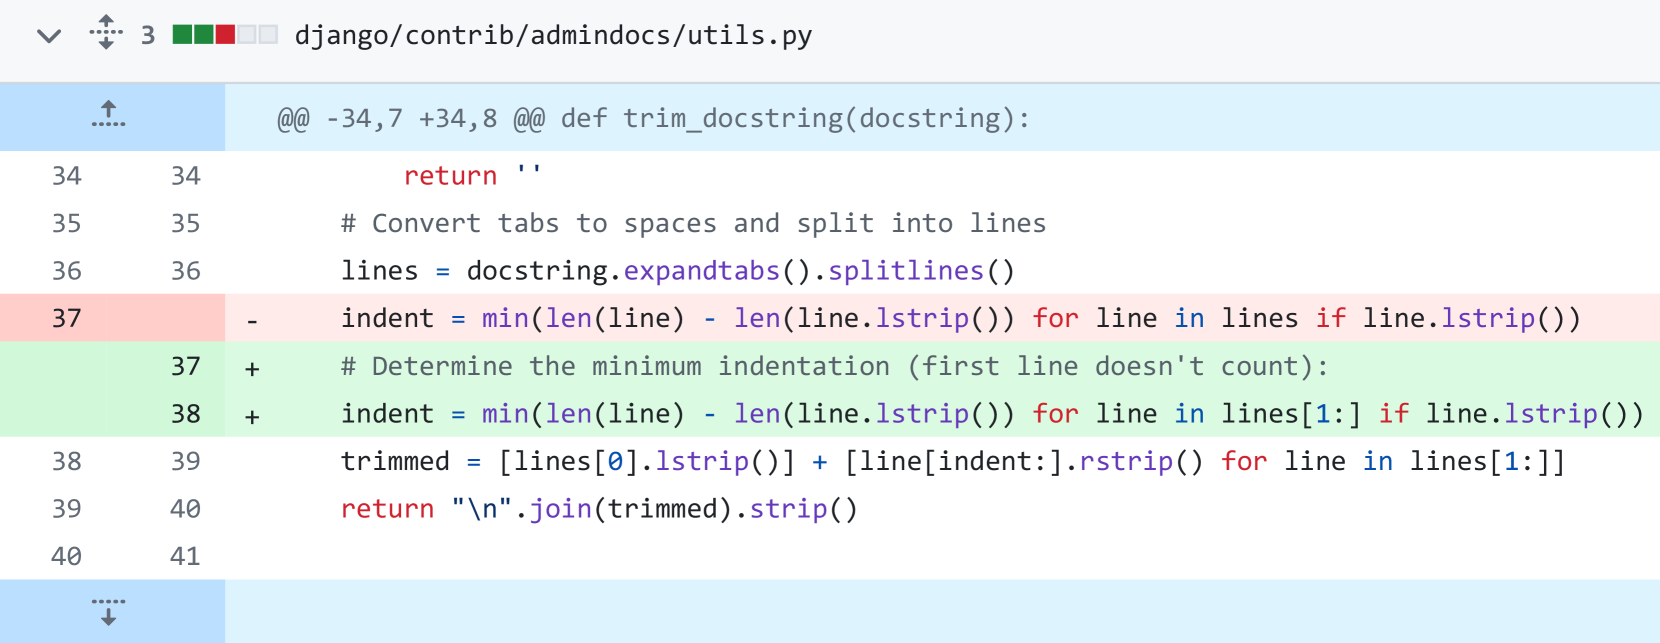 3 django/contrib/admindocs/utils.py
@@ -34,7 +34,8 @@ def trim_docstring(docstring):
34 34         return ''
35 35     # Convert tabs to spaces and split into lines
36 36     lines = docstring.expandtabs().splitlines()
37 -     indent = min(len(line) - len(line.lstrip()) for line in lines if line.lstrip())
37 +     # Determine the minimum indentation (first line doesn't count):
38 +     indent = min(len(line) - len(line.lstrip()) for line in lines[1:] if line.lstrip())
38 39     trimmed = [lines[0].lstrip()] + [line[indent:].rstrip() for line in lines[1:]]
39 40     return "\n".join(trimmed).strip()
40 41